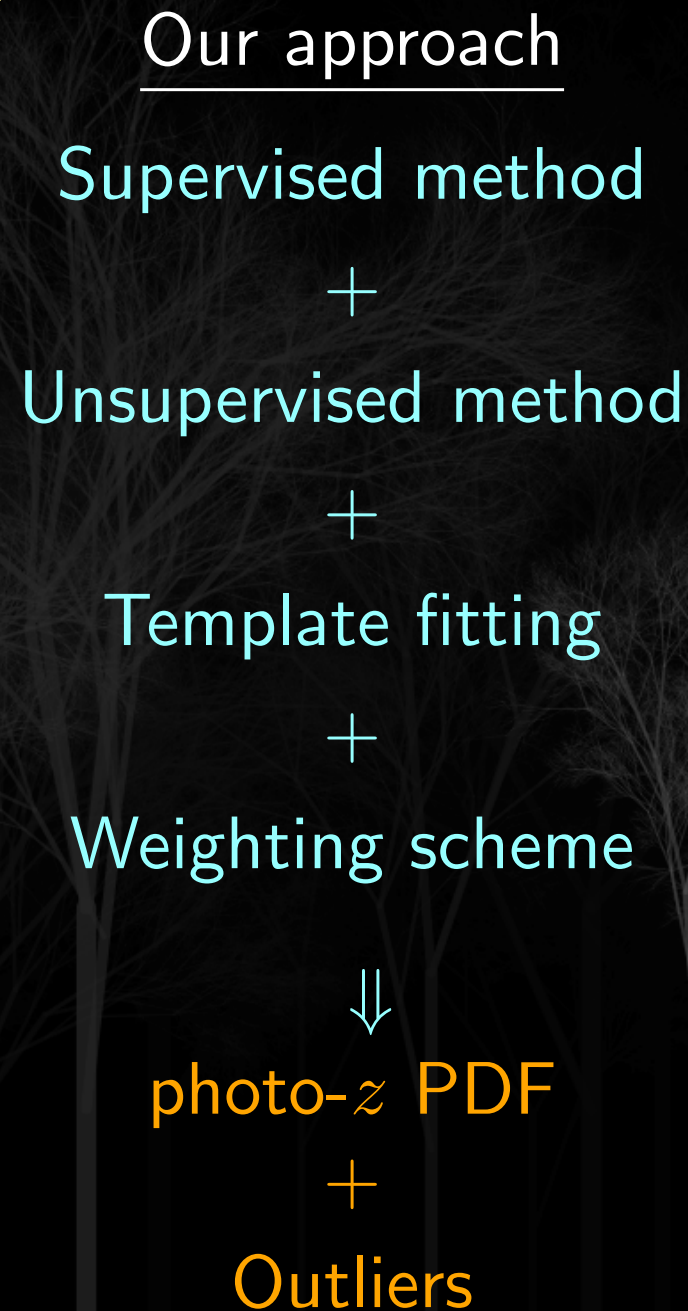 Our approach
Supervised method
+
Unsupervised method
+
Template fitting
+
Weighting scheme
⇓
photo-z PDF
+
Outliers